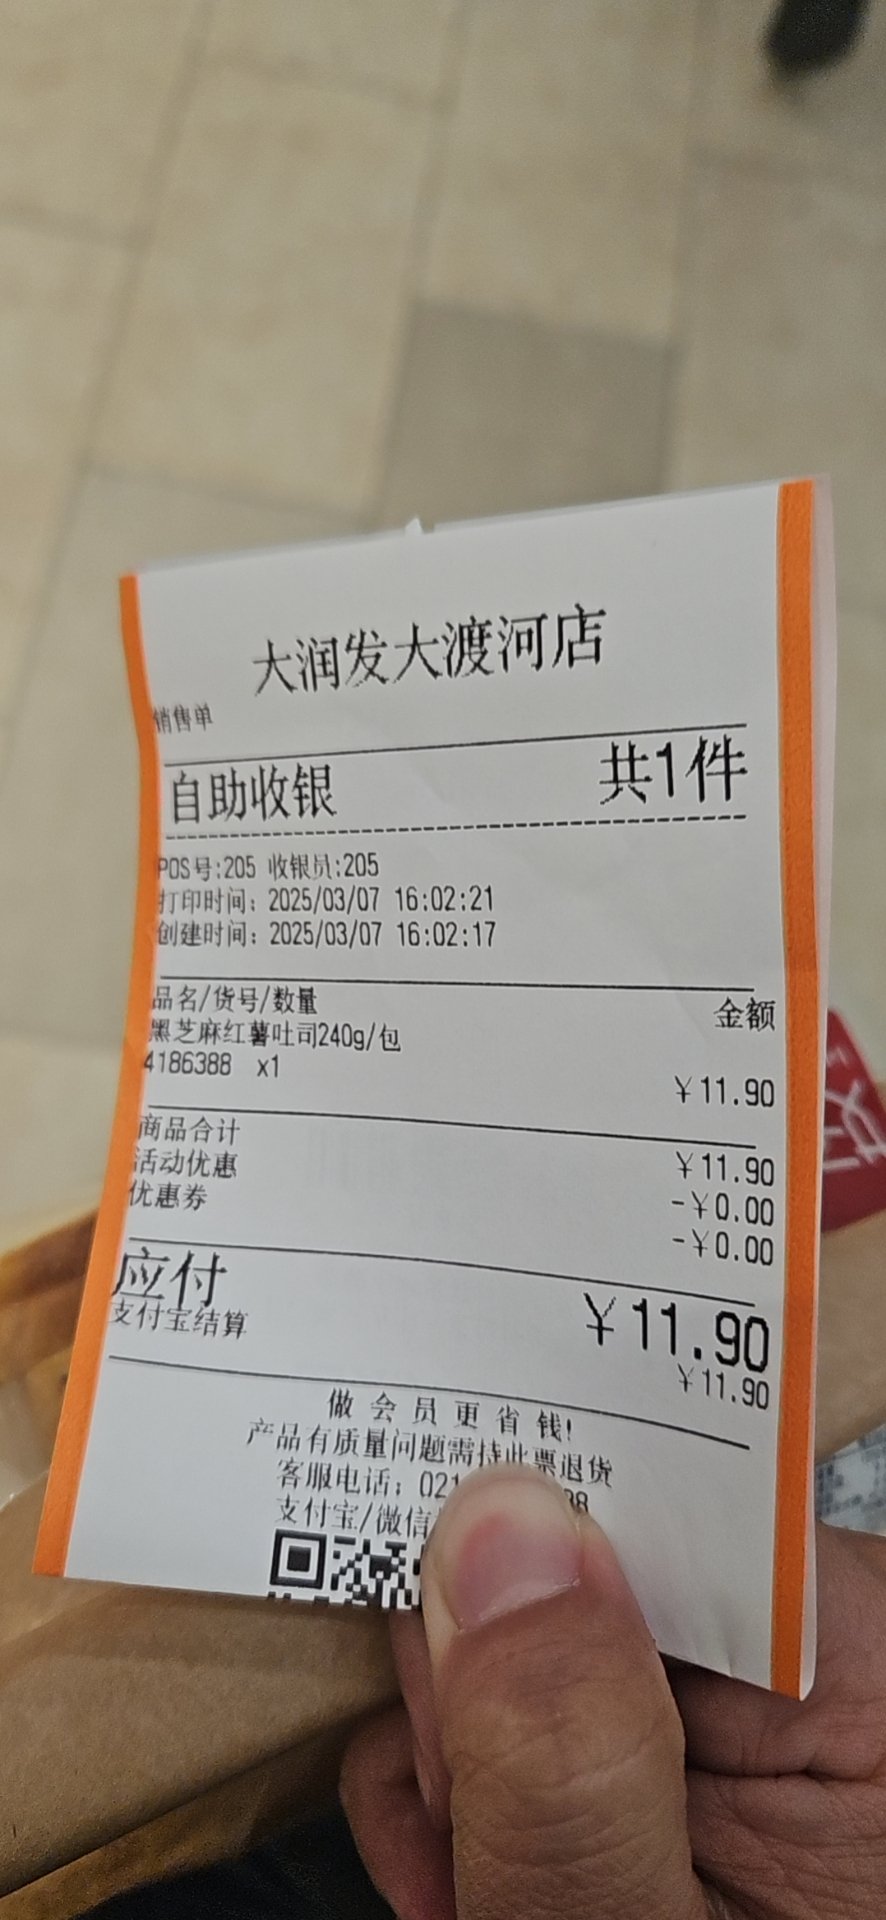 大润发大渡河店
销售单
自助收银 共1件
POS号:205 收银员:205
打印时间: 2025/03/07 16:02:21
创建时间: 2025/03/07 16:02:17
品名/货号/数量 金额
黑芝麻红薯吐司240g/包
4186388 x1 ¥11.90
商品合计 ¥11.90
活动优惠 -¥0.00
优惠券 -¥0.00
应付 ¥11.90
支付宝结算 ¥11.90
做会员更省钱!
产品有质量问题需持此票退货
客服电话: 021
支付宝/微信